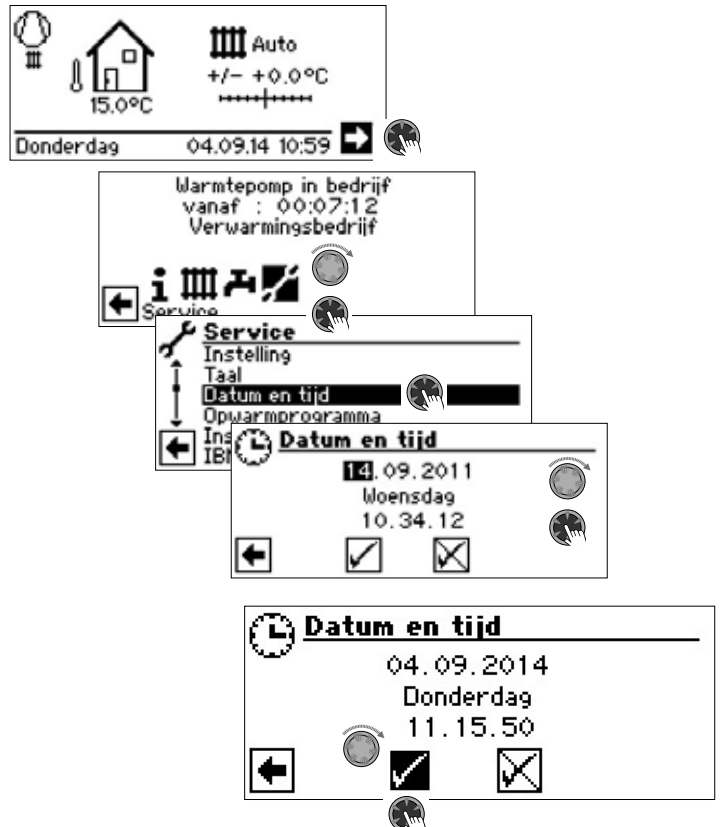 Auto
+/- +0.0°C
15.0°C
Donderdag 04.09.14 10:59
Warmtepomp in bedrijf
vanaf : 00:07:12
Verwarmingsbedrijf
i
Service
Service
Instelling
Taal
Datum en tijd
Opwarmprogramma
Ins
IB
Datum en tijd
14.09.2011
Woensdag
10.34.12
Datum en tijd
04.09.2014
Donderdag
11.15.50